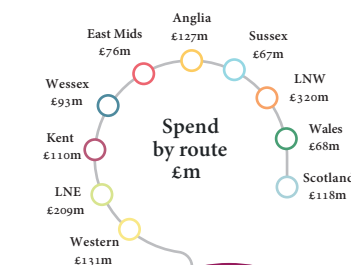 Anglia
£127m
East Mids
£76m
Sussex
£67m
Wessex
£93m
LNW
£320m
Spend
by route
£m
Kent
£110m
Wales
£68m
Scotland
£118m
LNE
£209m
Western
£131m